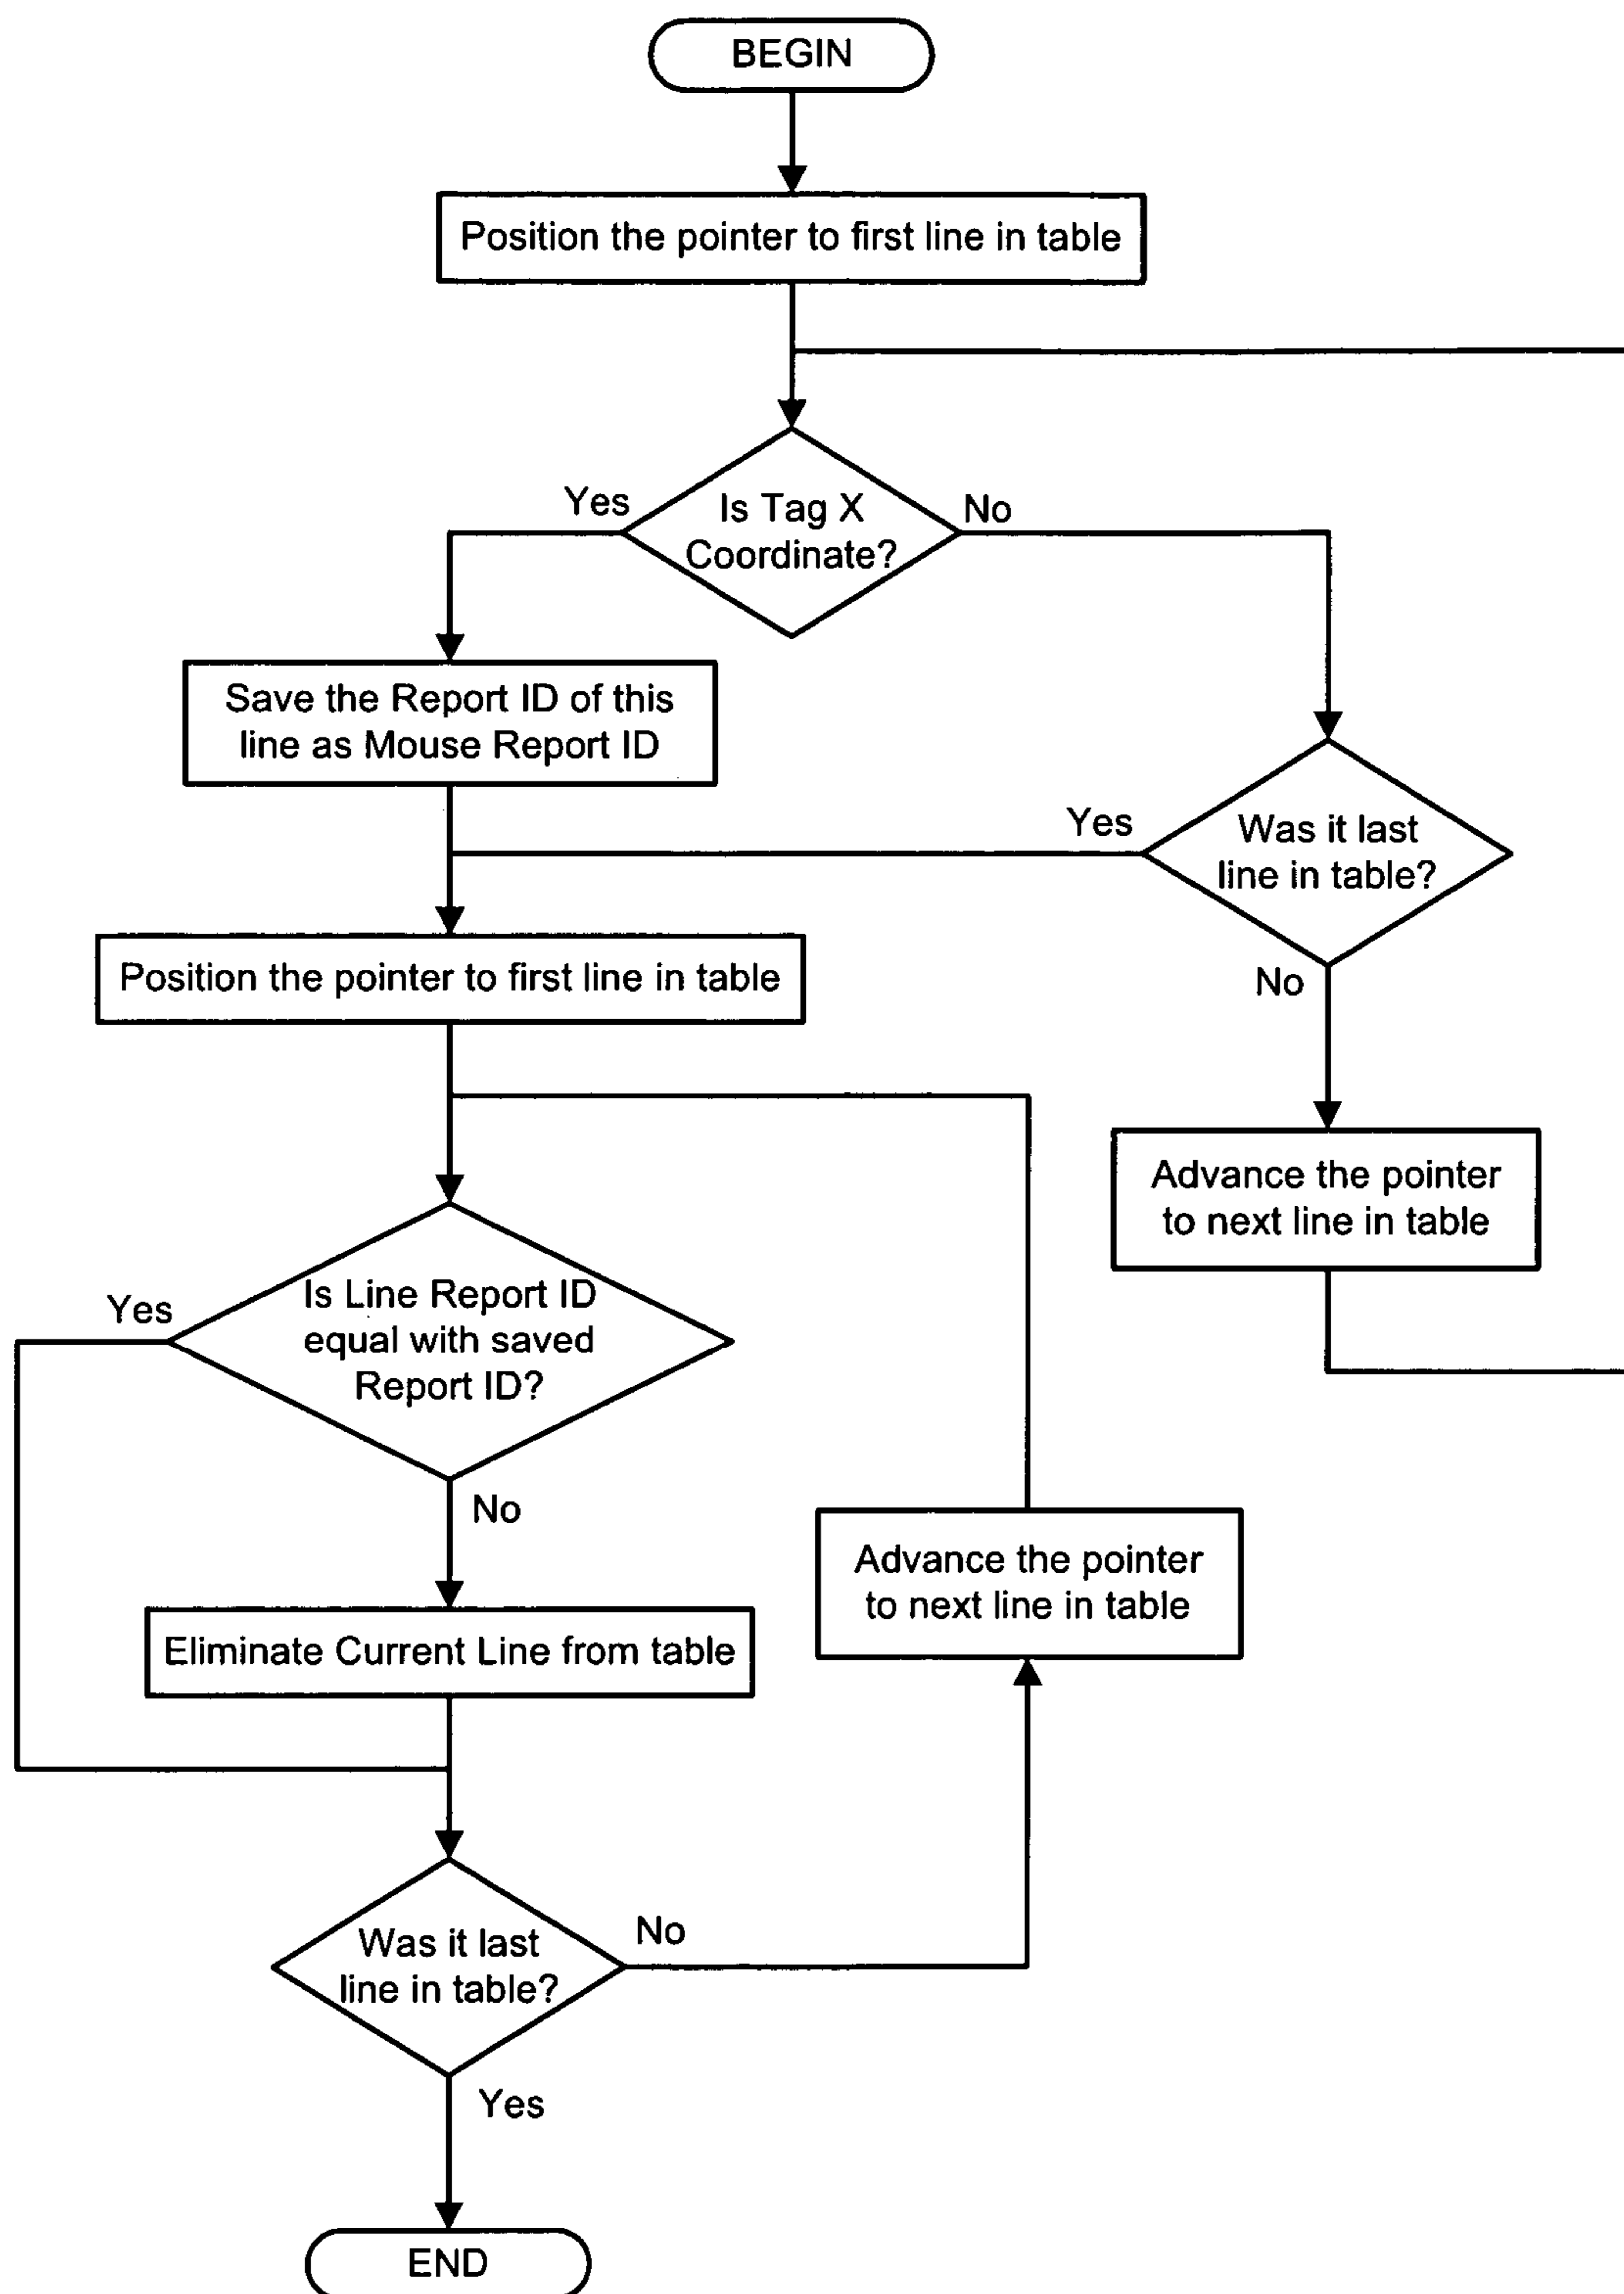 BEGIN
Position the pointer to first line in table
Is Tag X
Coordinate?
Yes
No
Save the Report ID of this
line as Mouse Report ID
Was it last
line in table?
Yes
No
Position the pointer to first line in table
Advance the pointer
to next line in table
Is Line Report ID
equal with saved
Report ID?
Yes
No
Eliminate Current Line from table
Advance the pointer
to next line in table
Was it last
line in table?
No
Yes
END